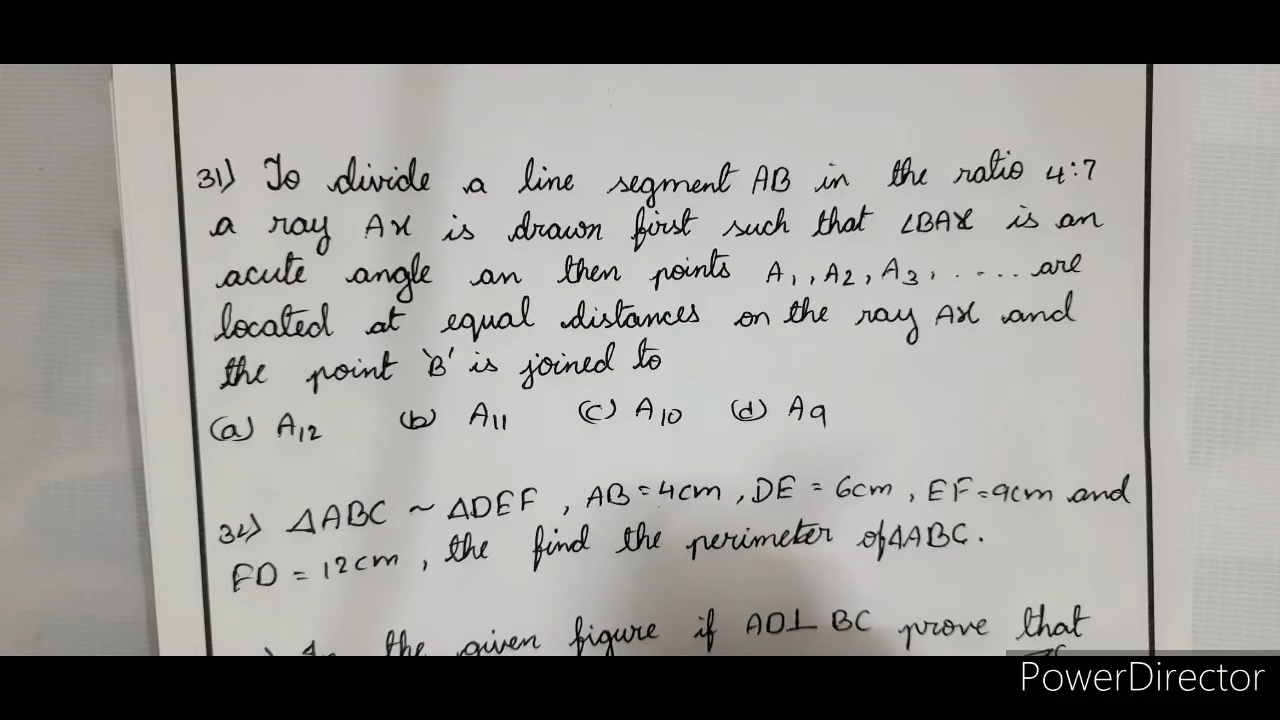 31) To divide a line segment AB in the ratio 4:7
a ray Ax is drawn first such that ∠BAX is an
acute angle an then points A1, A2, A3, ..... are
located at equal distances on the ray AX and
the point 'B' is joined to
(a) A12 (b) A11 (c) A10 (d) A9
32) △ABC ~ △DEF, AB=4cm, DE = 6cm, EF=9cm and
FD = 12cm, the find the perimeter of △ABC.
the given figure if AD⊥ BC prove that
PowerDirector